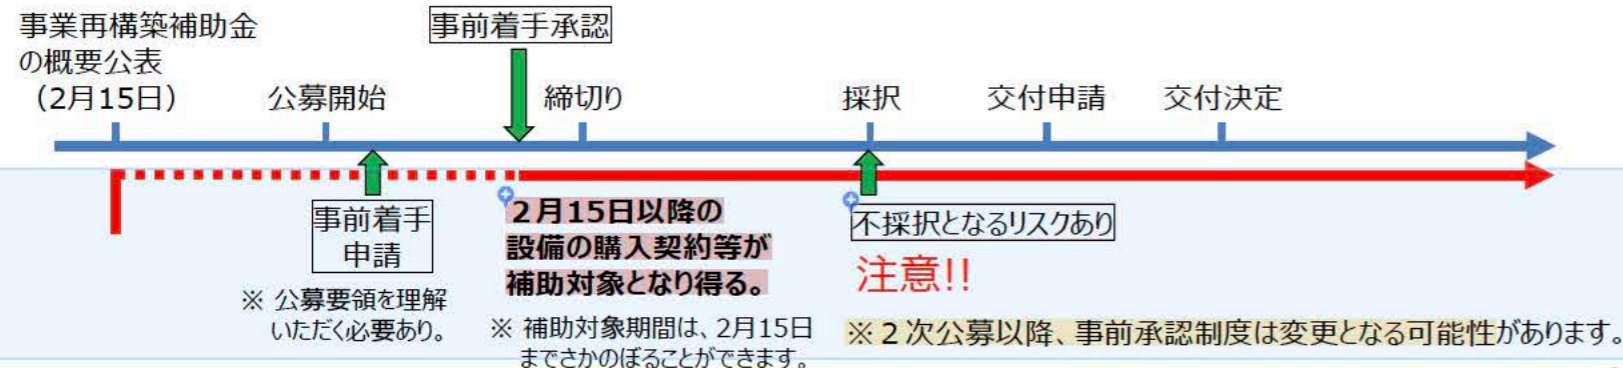 事業再構築補助金
の概要公表
（2月15日）
公募開始
事前着手承認
締切り
採択
交付申請
交付決定
事前着手
申請
※ 公募要領を理解
いただく必要あり。
２月15日以降の
設備の購入契約等が
補助対象となり得る。
※ 補助対象期間は、2月15日
までさかのぼることができます。
不採択となるリスクあり
注意!!
※２次公募以降、事前承認制度は変更となる可能性があります。